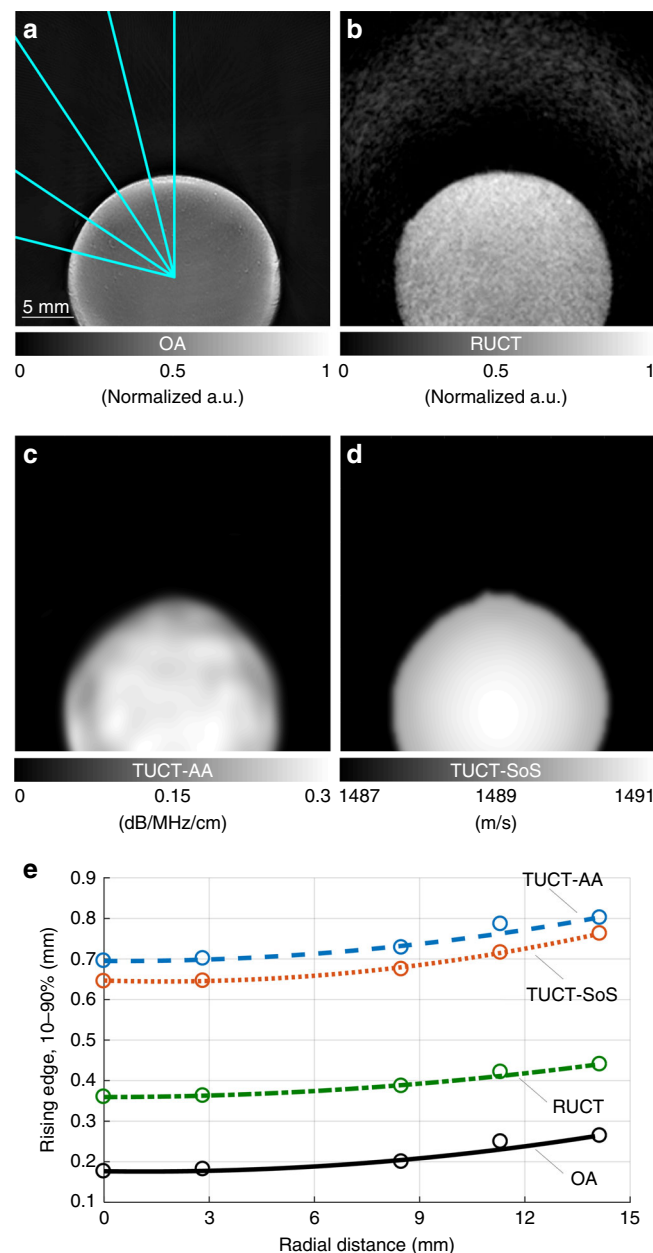 a
b
5 mm
OA
RUCT
0 0.5 1
0 0.5 1
(Normalized a.u.)
(Normalized a.u.)
c
d
TUCT-AA
TUCT-SoS
0 0.15 0.3
1487 1489 1491
(dB/MHz/cm)
(m/s)
e
Rising edge, 10–90% (mm)
0.9
0.8
0.7
0.6
0.5
0.4
0.3
0.2
0.1
TUCT-AA
TUCT-SoS
RUCT
OA
0 3 6 9 12 15
Radial distance (mm)